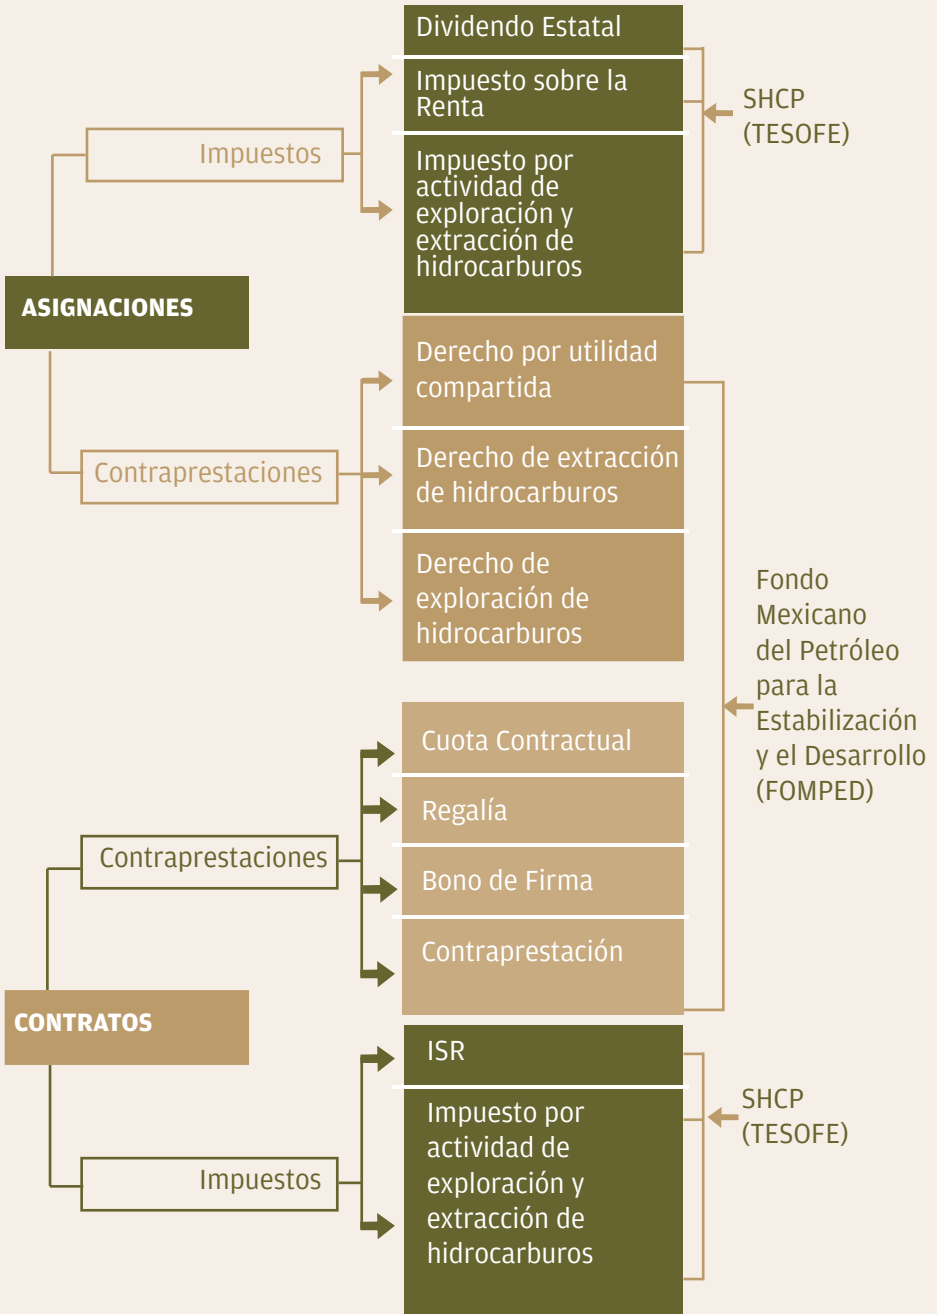 Dividendo Estatal
Impuesto sobre la
Renta
SHCP
(TESOFE)
Impuestos
Impuesto por
actividad de
exploración y
extracción de
hidrocarburos
ASIGNACIONES
Derecho por utilidad
compartida
Contraprestaciones
Derecho de extracción
de hidrocarburos
Derecho de
exploración de
hidrocarburos
Fondo
Mexicano
del Petróleo
para la
Estabilización
y el Desarrollo
(FOMPED)
Cuota Contractual
Regalía
Contraprestaciones
Bono de Firma
Contraprestación
CONTRATOS
ISR
Impuesto por
actividad de
exploración y
extracción de
hidrocarburos
SHCP
(TESOFE)
Impuestos